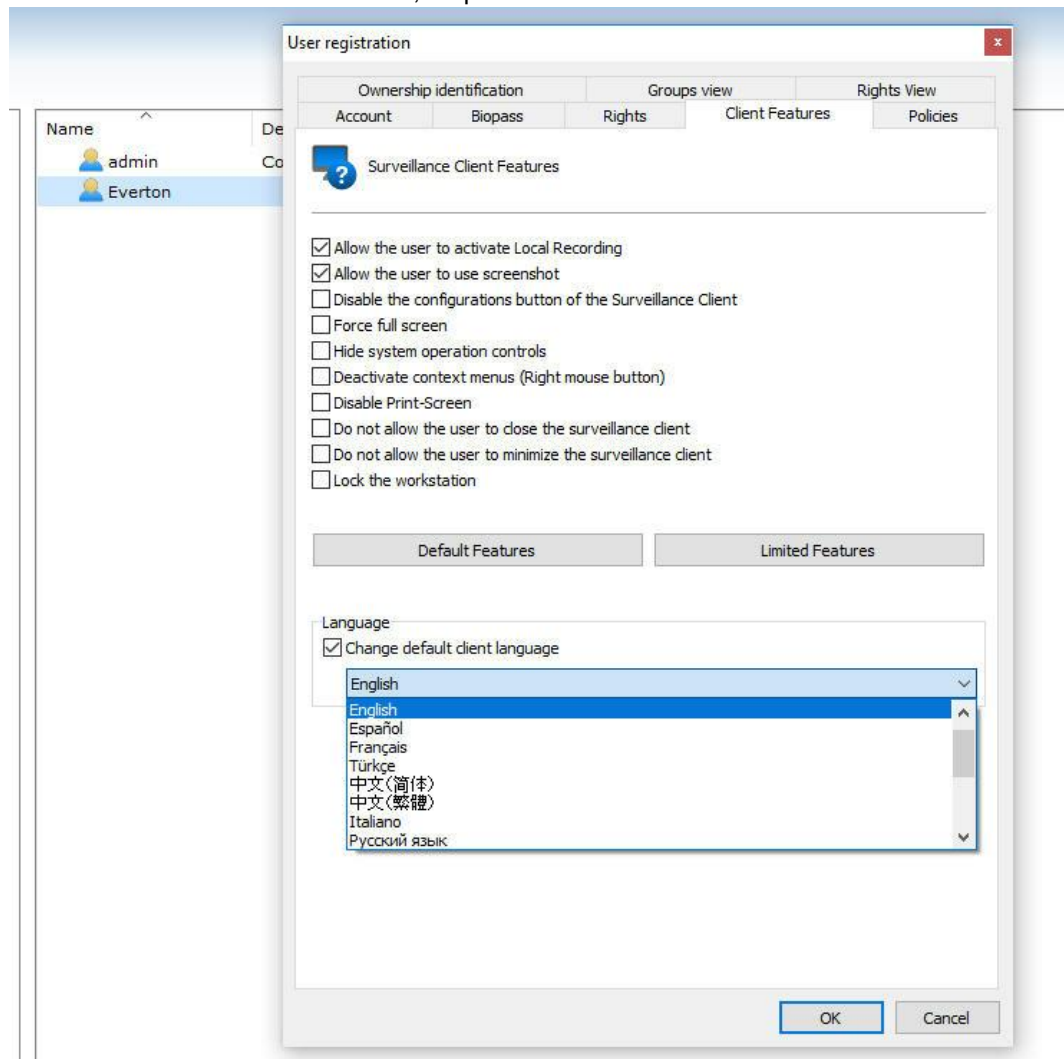 User registration
x
Ownership identification Groups view Rights View
Account Biopass Rights Client Features Policies
Name De
admin Co
Everton
Surveillance Client Features
Allow the user to activate Local Recording
Allow the user to use screenshot
Disable the configurations button of the Surveillance Client
Force full screen
Hide system operation controls
Deactivate context menus (Right mouse button)
Disable Print-Screen
Do not allow the user to close the surveillance client
Do not allow the user to minimize the surveillance client
Lock the workstation
Default Features Limited Features
Language
Change default client language
English
English
Español
Français
Türkçe
中文(简体)
中文(繁體)
Italiano
Русский язык
OK Cancel